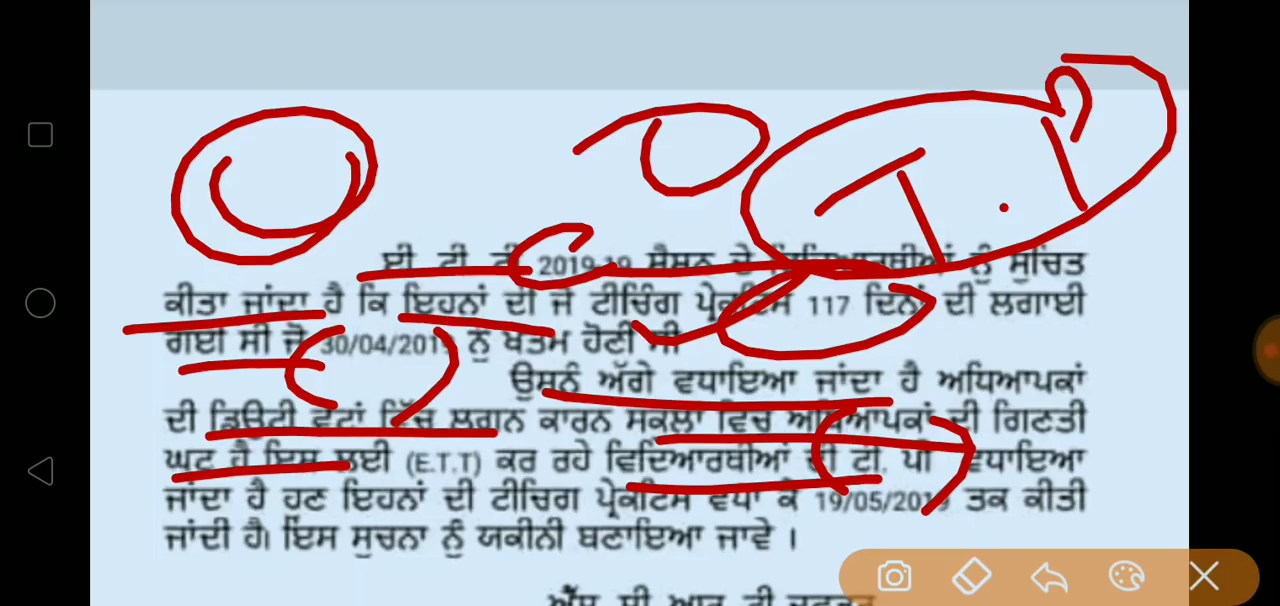 T.P
ਈ ਟੀ ਟੀ 2019-19 ਸੈਸ਼ਨ ਦੇ ਵਿਦਿਆਰਥੀਆਂ ਨੂੰ ਸੁਚਿਤ
ਕੀਤਾ ਜਾਂਦਾ ਹੈ ਕਿ ਇਹਨਾਂ ਦੀ ਜੋ ਟੀਚਿੰਗ ਪ੍ਰੈਕਟਿਸ 117 ਦਿਨਾਂ ਦੀ ਲਗਾਈ
ਗਈ ਸੀ ਜੋ 30/04/2019 ਨੂੰ ਖਤਮ ਹੋਣੀ ਸੀ
ਉਸਨੂੰ ਅੱਗੇ ਵਧਾਇਆ ਜਾਂਦਾ ਹੈ ਅਧਿਆਪਕਾਂ
ਦੀ ਡਿਊਟੀ ਵੋਟਾਂ ਵਿੱਚ ਲਗਨ ਕਾਰਨ ਸਕੂਲਾਂ ਵਿਚ ਅਧਿਆਪਕਾਂ ਦੀ ਗਿਣਤੀ
ਘਟ ਹੈ ਇਸ ਲਈ (E.T.T) ਕਰ ਰਹੇ ਵਿਦਿਆਰਥੀਆਂ ਦੀ ਟੀ. ਪੀ ਵਧਾਇਆ
ਜਾਂਦਾ ਹੈ ਹੁਣ ਇਹਨਾਂ ਦੀ ਟੀਚਿਗ ਪ੍ਰੈਕਟਿਸ ਵਧਾ ਕੇ 19/05/2019 ਤਕ ਕੀਤੀ
ਜਾਂਦੀ ਹੈ। ਇਸ ਸੂਚਨਾ ਨੂੰ ਯਕੀਨੀ ਬਣਾਇਆ ਜਾਵੇ ।